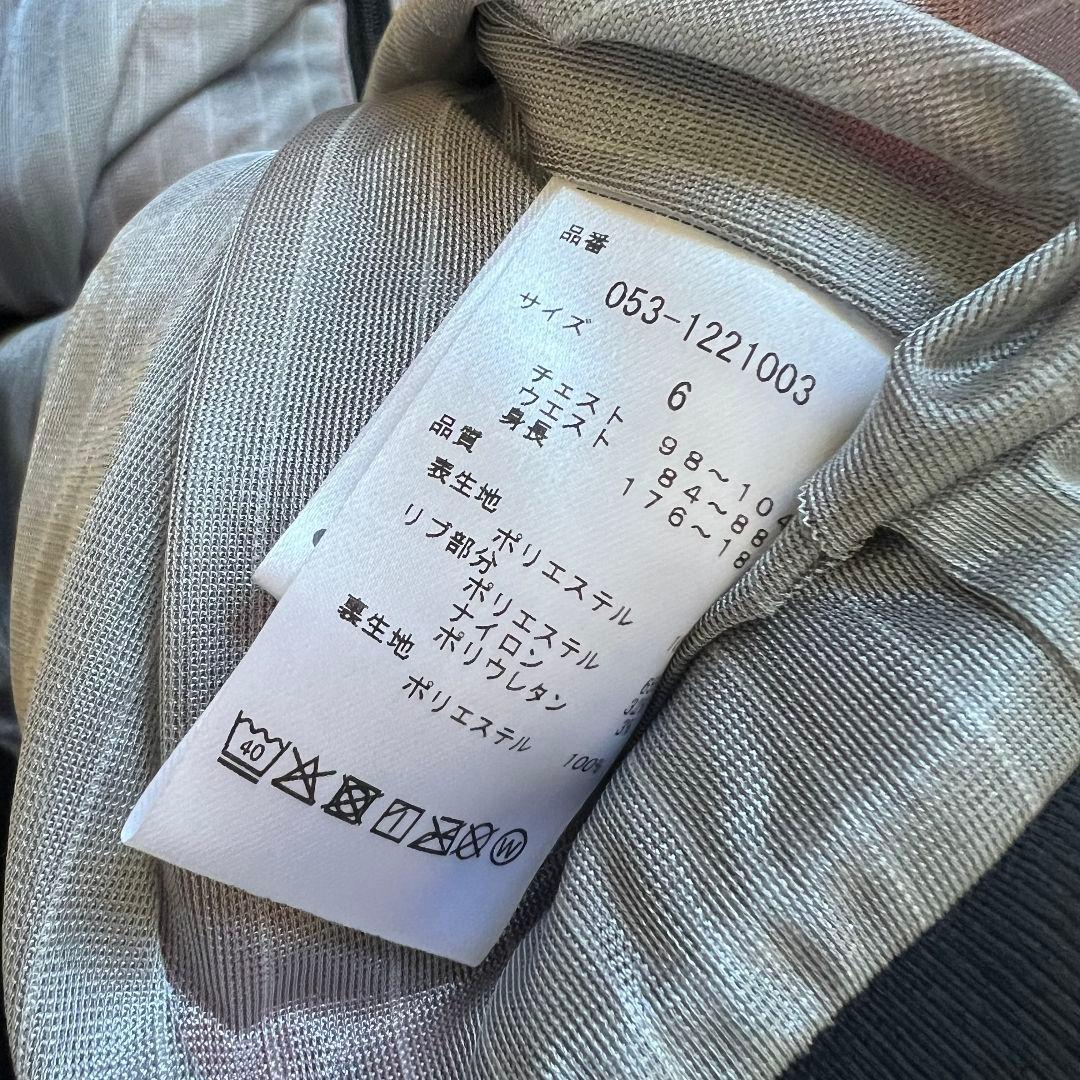 品番
053-1221003
サイズ
6
チェスト 98～104
ウエスト 84～88
身長 176～18
品質
表生地
ポリエステル
リブ部分
ポリエステル
ナイロン
ポリウレタン
裏生地
ポリエステル 100%
40
W